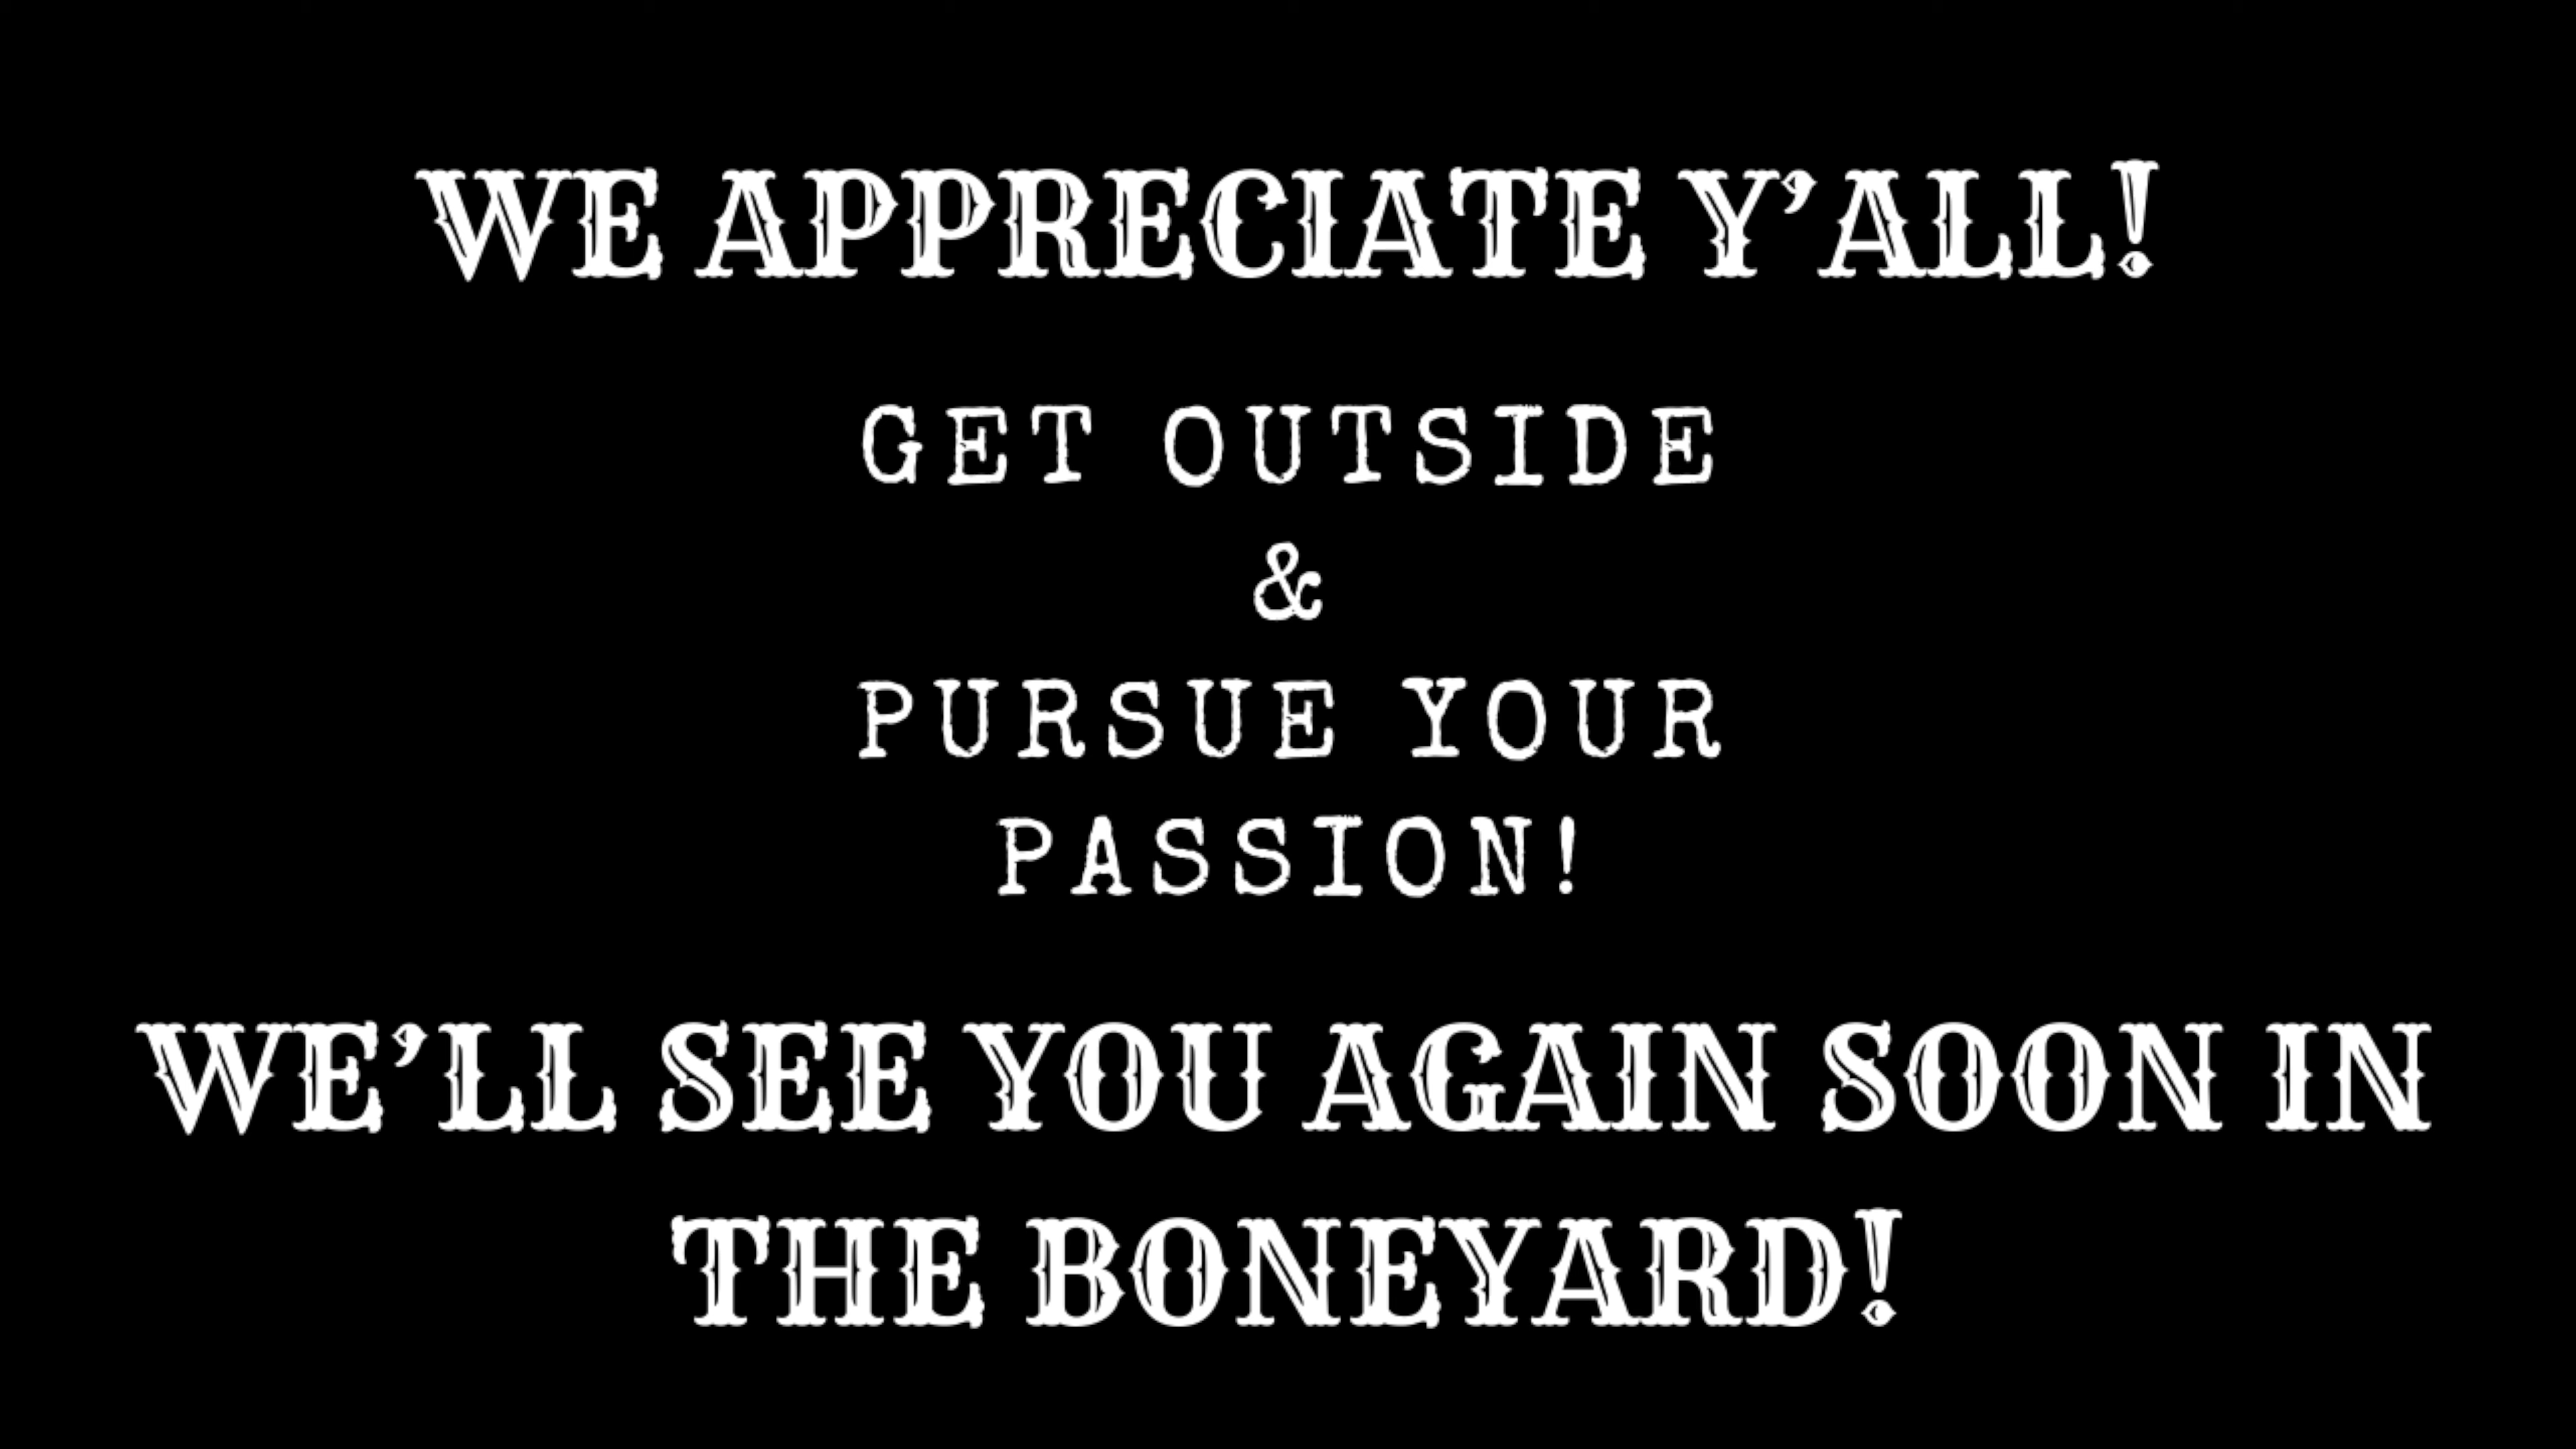 WE APPRECIATE Y’ALL!
GET OUTSIDE
&
PURSUE YOUR
PASSION!
WE’LL SEE YOU AGAIN SOON IN
THE BONEYARD!